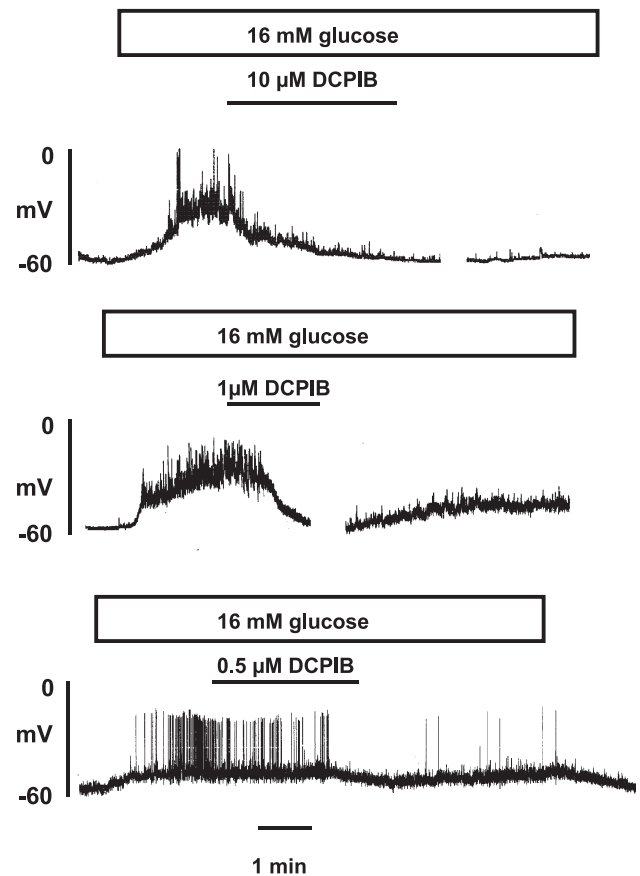 16 mM glucose
10 µM DCPIB
0
mV
-60
16 mM glucose
1µM DCPIB
0
mV
-60
16 mM glucose
0.5 µM DCPIB
0
mV
-60
1 min